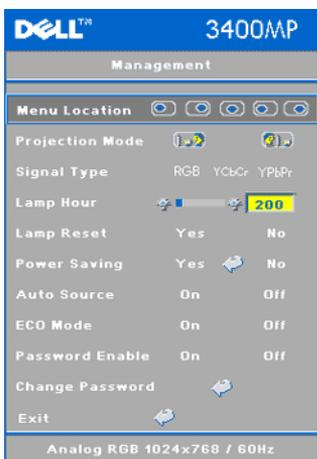 DELL™ 3400MP
Management
Menu Location
Projection Mode
Signal Type RGB YCbCr YPbPr
Lamp Hour 200
Lamp Reset Yes No
Power Saving Yes No
Auto Source On Off
ECO Mode On Off
Password Enable On Off
Change Password
Exit
Analog RGB 1024x768 / 60Hz